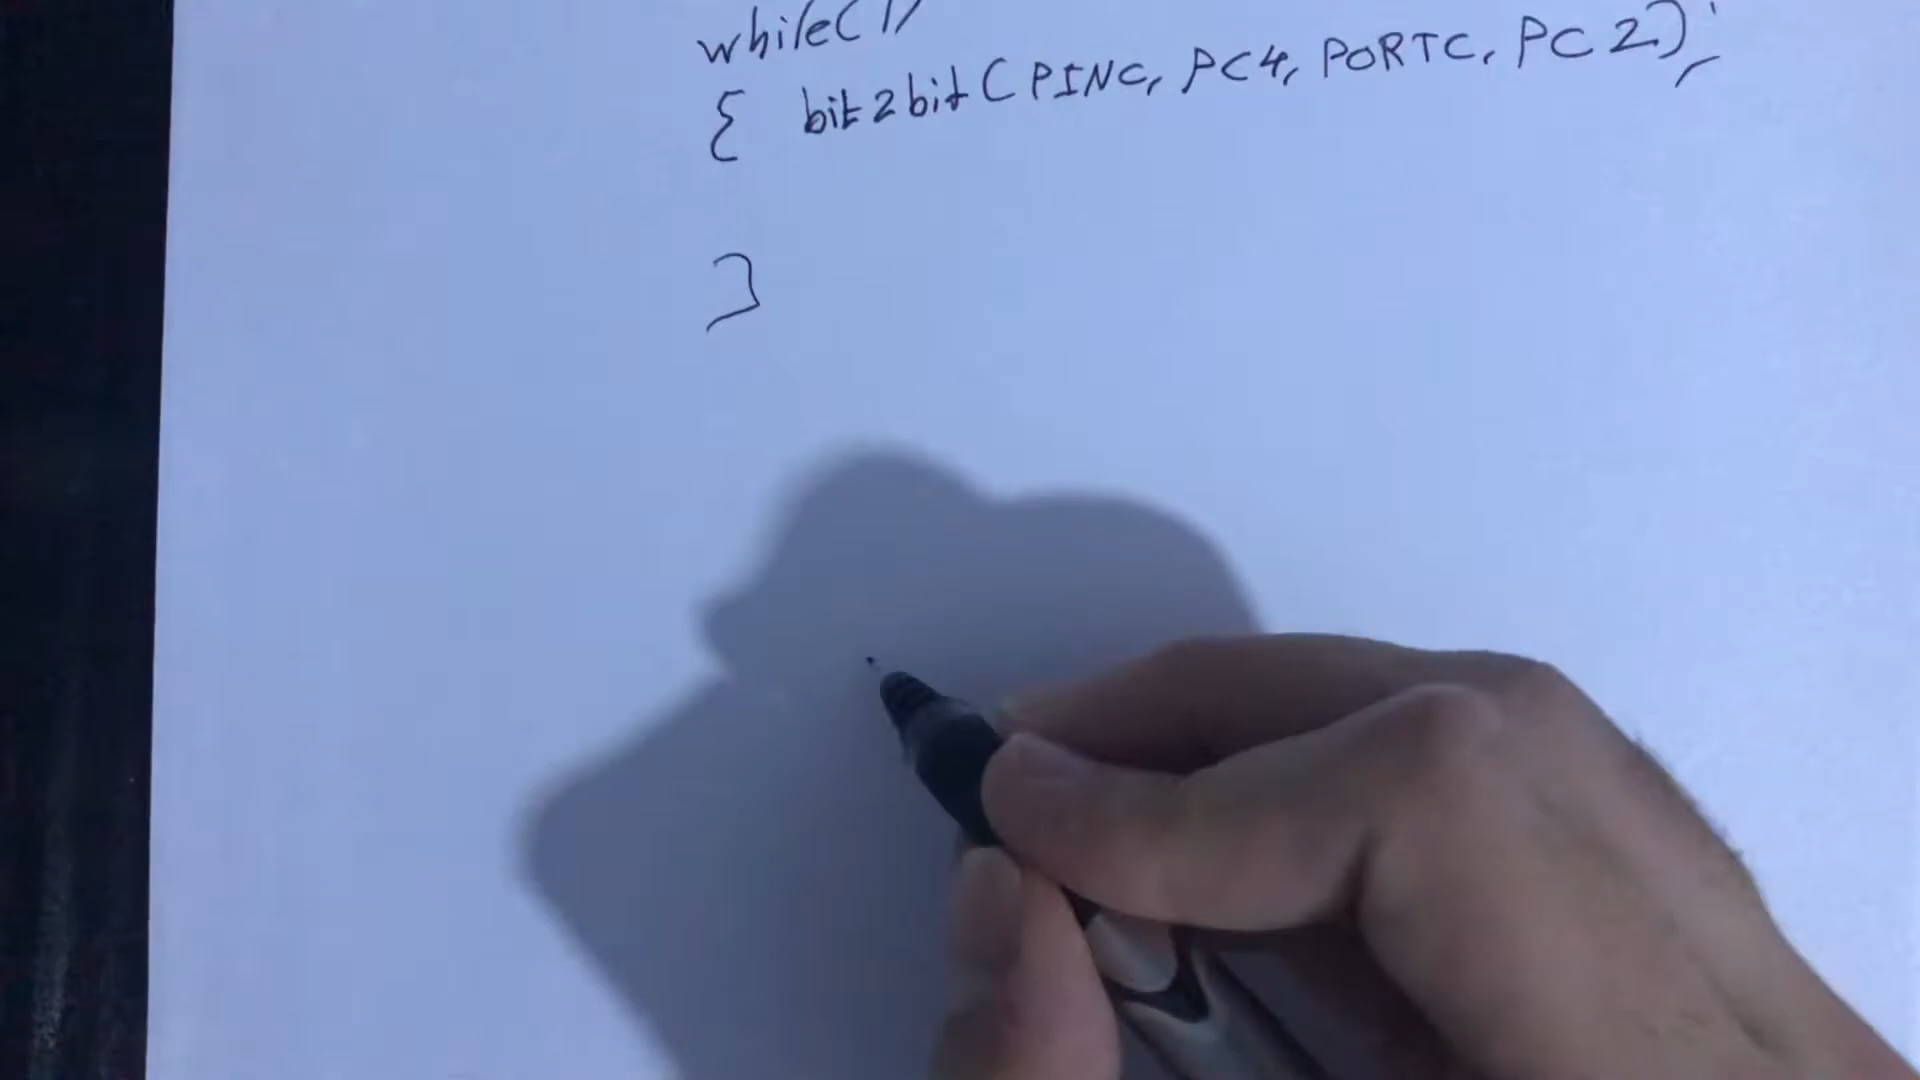 while(1)
{ bit2bit(PINC, PC4, PORTC, PC2);
}